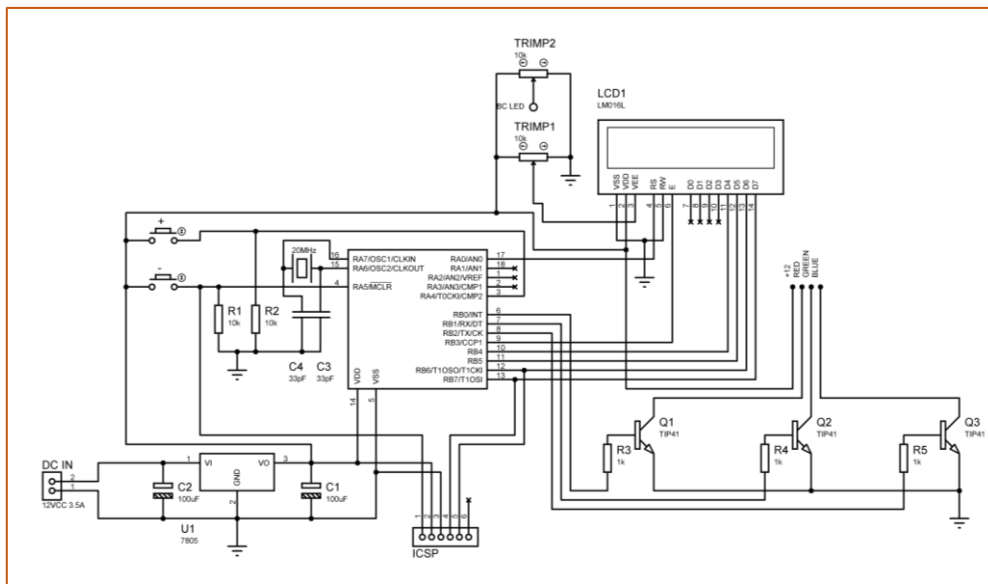 TRIMP2
10k
BC LED
TRIMP1
10k
LCD1
LM016L
VSS VDD VEE RS RW E D0 D1 D2 D3 D4 D5 D6 D7
1 2 3 4 5 6 7 8 9 10 11 12 13 14
+12 RED GREEN BLUE
+
-
20MHz
16 RA7/OSC1/CLKIN RA0/AN0 17
15 RA6/OSC2/CLKOUT RA1/AN1 18
RA2/AN2/VREF 1
4 RA5/MCLR RA3/AN3/CMP1 2
RA4/T0CKI/CMP2 3
RB0/INT 6
RB1/RX/DT 7
RB2/TX/CK 8
RB3/CCP1 9
RB4 10
RB5 11
RB6/T1OSO/T1CKI 12
RB7/T1OSI 13
VDD VSS
14 5
R1
10k
R2
10k
C4
33pF
C3
33pF
Q1
TIP41
Q2
TIP41
Q3
TIP41
R3
1k
R4
1k
R5
1k
DC IN
2
1
12VCC 3.5A
C2
100uF
1 VI VO 3
GND
2
U1
7805
C1
100uF
1 2 3 4 5 6
ICSP